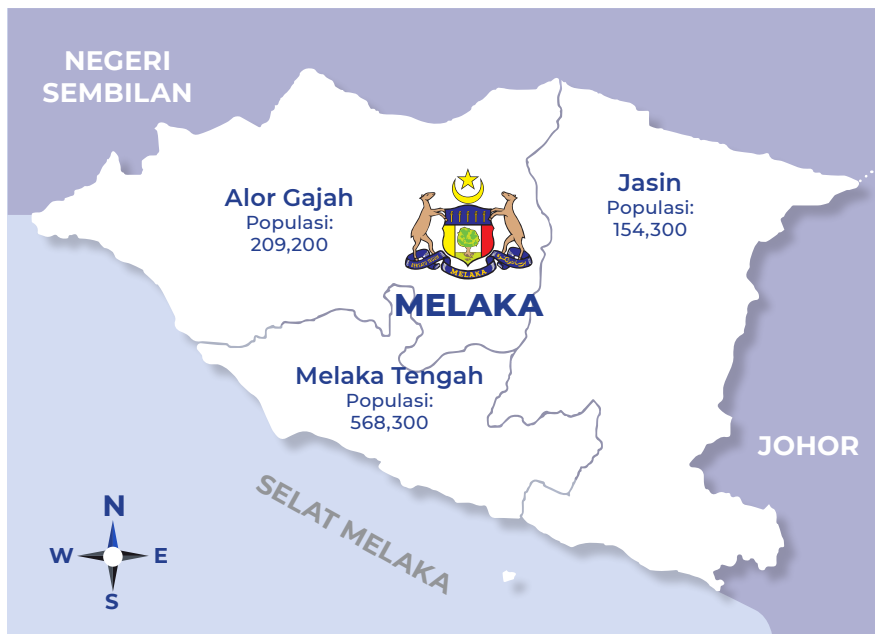 NEGERI
SEMBILAN
Alor Gajah
Populasi:
209,200
Jasin
Populasi:
154,300
MELAKA
MELAKA
Melaka Tengah
Populasi:
568,300
JOHOR
SELAT MELAKA
N
W
E
S